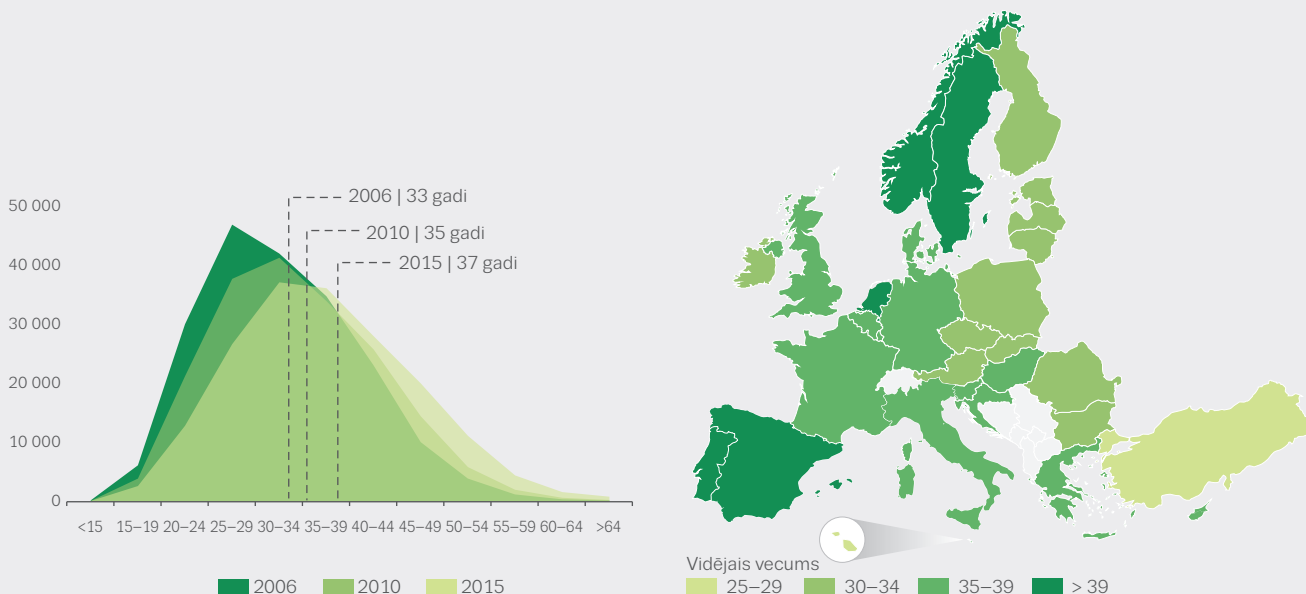 50 000
40 000
30 000
20 000
10 000
0
2006 | 33 gadi
2010 | 35 gadi
2015 | 37 gadi
<15 15–19 20–24 25–29 30–34 35–39 40–44 45–49 50–54 55–59 60–64 >64
2006 2010 2015
Vidējais vecums
25–29 30–34 35–39 > 39